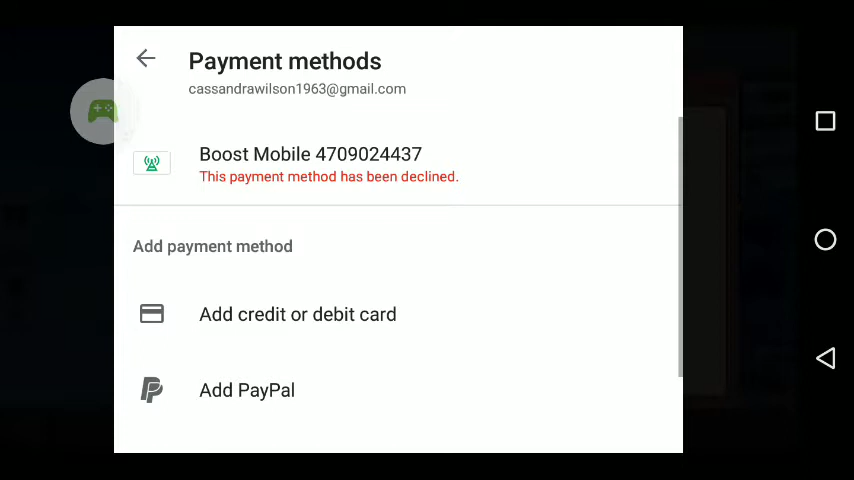 Payment methods
cassandrawilson1963@gmail.com
Boost Mobile 4709024437
This payment method has been declined.
Add payment method
Add credit or debit card
Add PayPal